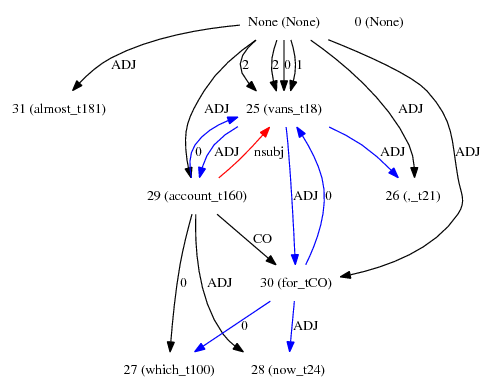 None (None) 0 (None)
ADJ 2 2 0 1
31 (almost_t181) ADJ 25 (vans_t18) ADJ
0 ADJ nsubj ADJ ADJ
29 (account_t160) ADJ 0 26 (,_t21)
CO
0 ADJ 30 (for_tCO)
0 ADJ
27 (which_t100) 28 (now_t24)